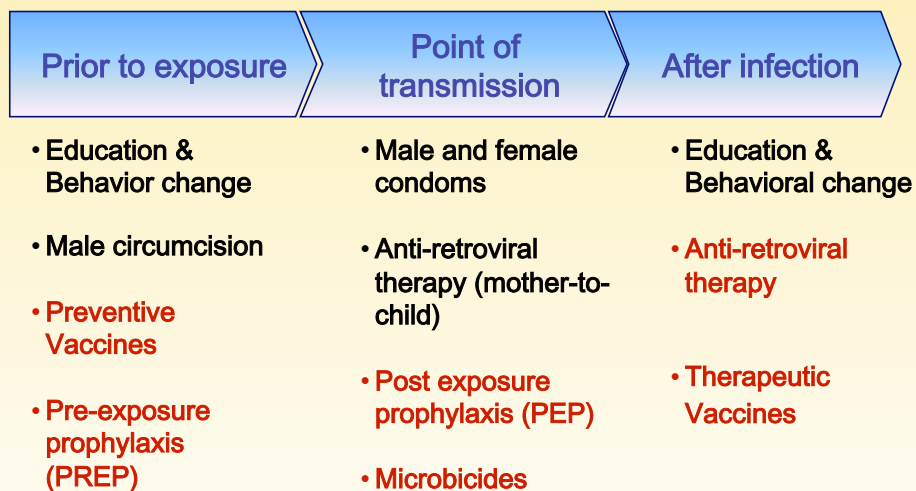 Prior to exposure
Point of
transmission
After infection
• Education &
Behavior change
• Male circumcision
• Preventive
Vaccines
• Pre-exposure
prophylaxis
(PREP)
• Male and female
condoms
• Anti-retroviral
therapy (mother-to-
child)
• Post exposure
prophylaxis (PEP)
• Microbicides
• Education &
Behavioral change
• Anti-retroviral
therapy
• Therapeutic
Vaccines